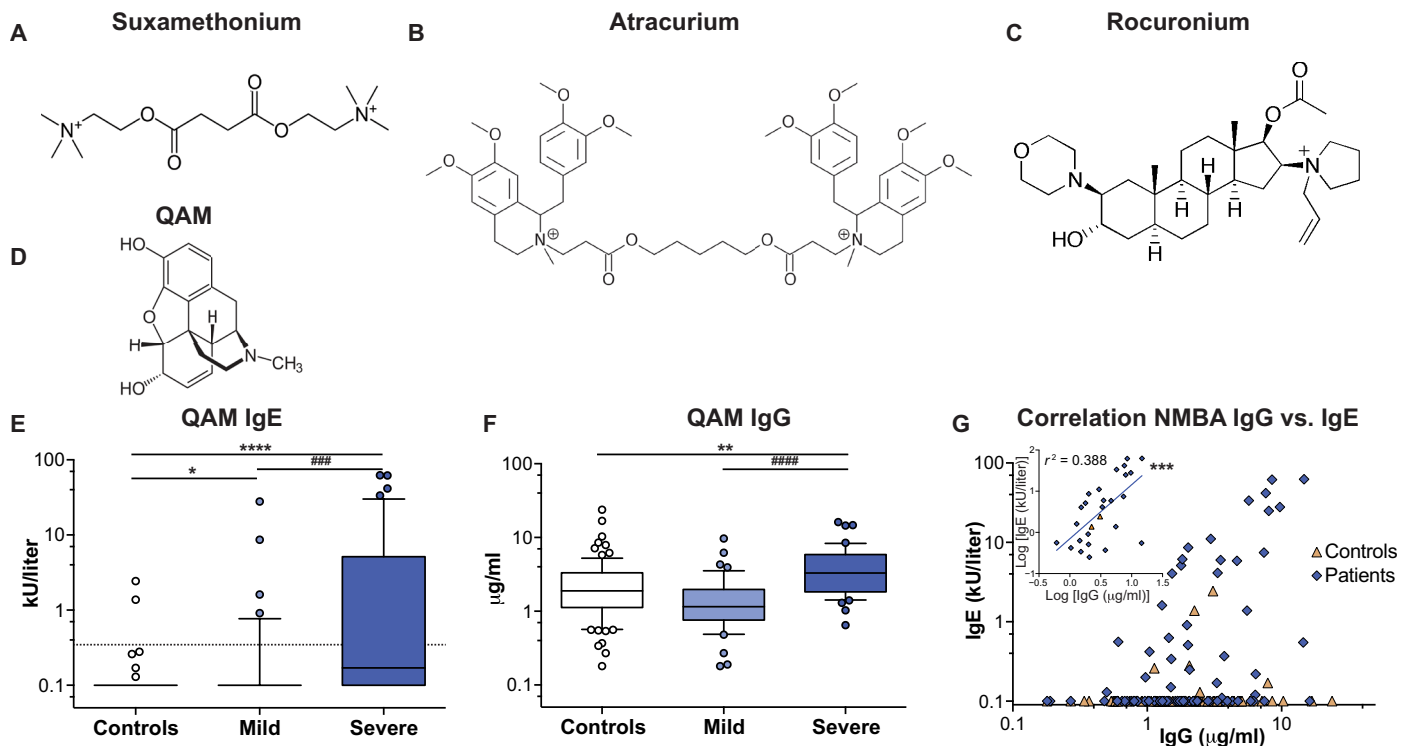 A
Suxamethonium
N+
O
O
O
O
N+
B
Atracurium
O
O
O
O
O
O
O
O
N
⊕
O
O
O
O
N
⊕
C
Rocuronium
O
O
O
N
N
+
H
H
H
HO
QAM
D
HO
O
H
H
N
CH3
HO
E
QAM IgE
****
*
###
kU/liter
100
10
1
0.1
Controls
Mild
Severe
F
QAM IgG
**
####
μg/ml
100
10
1
0.1
Controls
Mild
Severe
G
Correlation NMBA IgG vs. IgE
IgE (kU/liter)
100
10
1
0.1
0.1
1
10
IgG (μg/ml)
r² = 0.388
***
Log [IgE (kU/liter)]
2
1
0
−1
−0.5
0.0
0.5
1.0
1.5
Log [IgG (μg/ml)]
Controls
Patients